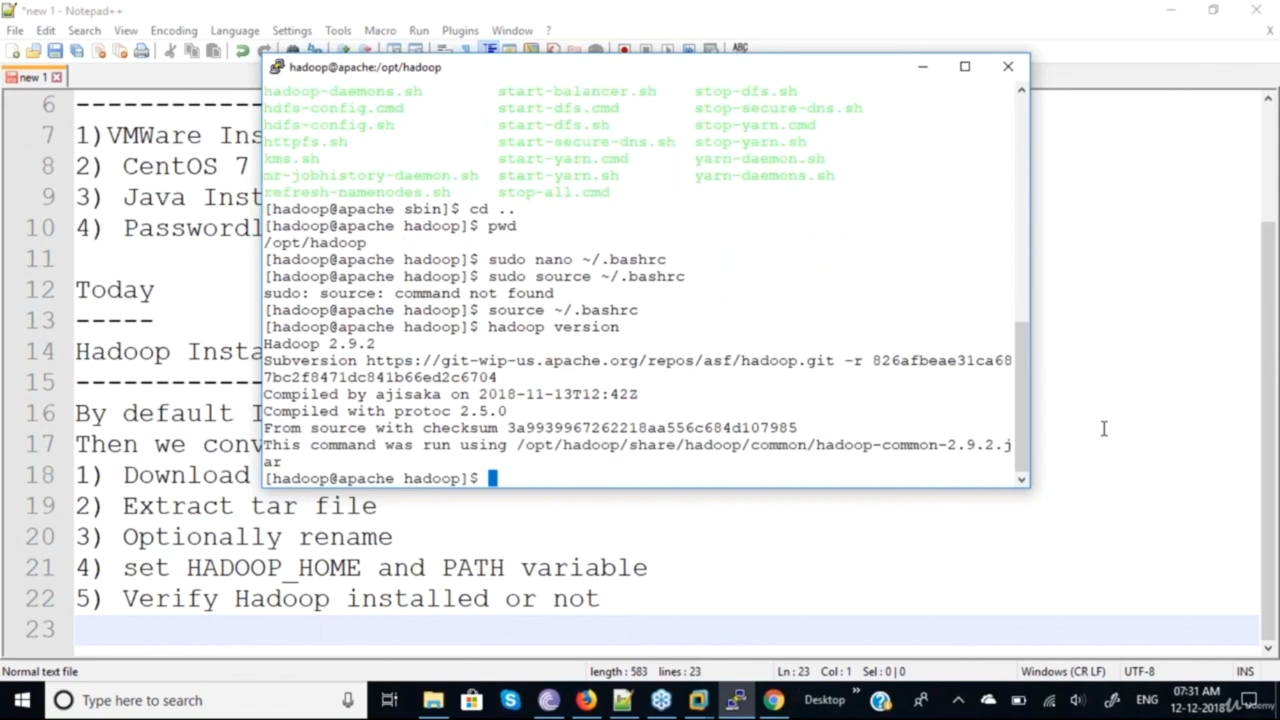 *new 1 - Notepad++
File Edit Search View Encoding Language Settings Tools Macro Run Plugins Window ?
X
ABC
new 1
hadoop@apache:/opt/hadoop
hadoop-daemons.sh start-balancer.sh stop-dfs.sh
hdfs-config.cmd start-dfs.cmd stop-secure-dns.sh
hdfs-config.sh start-dfs.sh stop-yarn.cmd
httpfs.sh start-secure-dns.sh stop-yarn.sh
kms.sh start-yarn.cmd yarn-daemon.sh
mr-jobhistory-daemon.sh start-yarn.sh yarn-daemons.sh
refresh-namenodes.sh stop-all.cmd
[hadoop@apache sbin]$ cd ..
[hadoop@apache hadoop]$ pwd
/opt/hadoop
[hadoop@apache hadoop]$ sudo nano ~/.bashrc
[hadoop@apache hadoop]$ sudo source ~/.bashrc
sudo: source: command not found
[hadoop@apache hadoop]$ source ~/.bashrc
[hadoop@apache hadoop]$ hadoop version
Hadoop 2.9.2
Subversion https://git-wip-us.apache.org/repos/asf/hadoop.git -r 826afbeae31ca68
7bc2f8471dc841b66ed2c6704
Compiled by ajisaka on 2018-11-13T12:42Z
Compiled with protoc 2.5.0
From source with checksum 3a9939967262218aa556c684d107985
This command was run using /opt/hadoop/share/hadoop/common/hadoop-common-2.9.2.j
ar
[hadoop@apache hadoop]$
6 ----------
7 1)VMWare Ins
8 2) CentOS 7
9 3) Java Inst
10 4) Passwordl
11
12 Today
13 -----
14 Hadoop Insta
15 ------------
16 By default I
17 Then we conv
18 1) Download
19 2) Extract tar file
20 3) Optionally rename
21 4) set HADOOP_HOME and PATH variable
22 5) Verify Hadoop installed or not
23
Normal text file length : 583 lines : 23 Ln : 23 Col : 1 Sel : 0 | 0 Windows (CR LF) UTF-8 INS
Type here to search Desktop ENG 07:31 AM
12-12-2018
Udemy